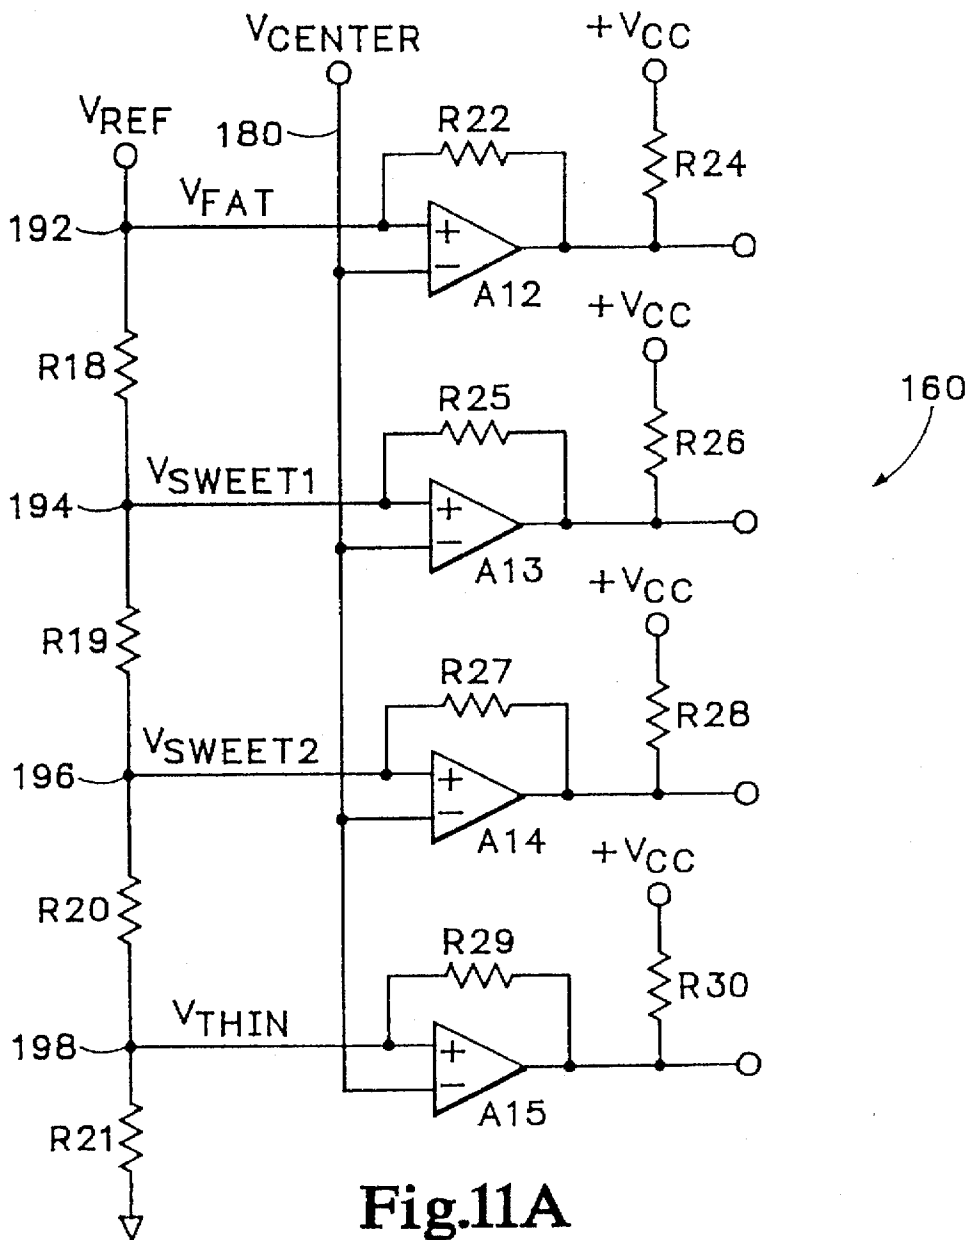 VCENTER
+VCC
VREF
180
R22
R24
VFAT
192
+
−
A12
+VCC
R18
R25
160
R26
VSWEET1
194
+
−
A13
+VCC
R19
R27
R28
VSWEET2
196
+
−
A14
+VCC
R20
R29
R30
VTHIN
198
+
−
A15
R21
Fig.11A